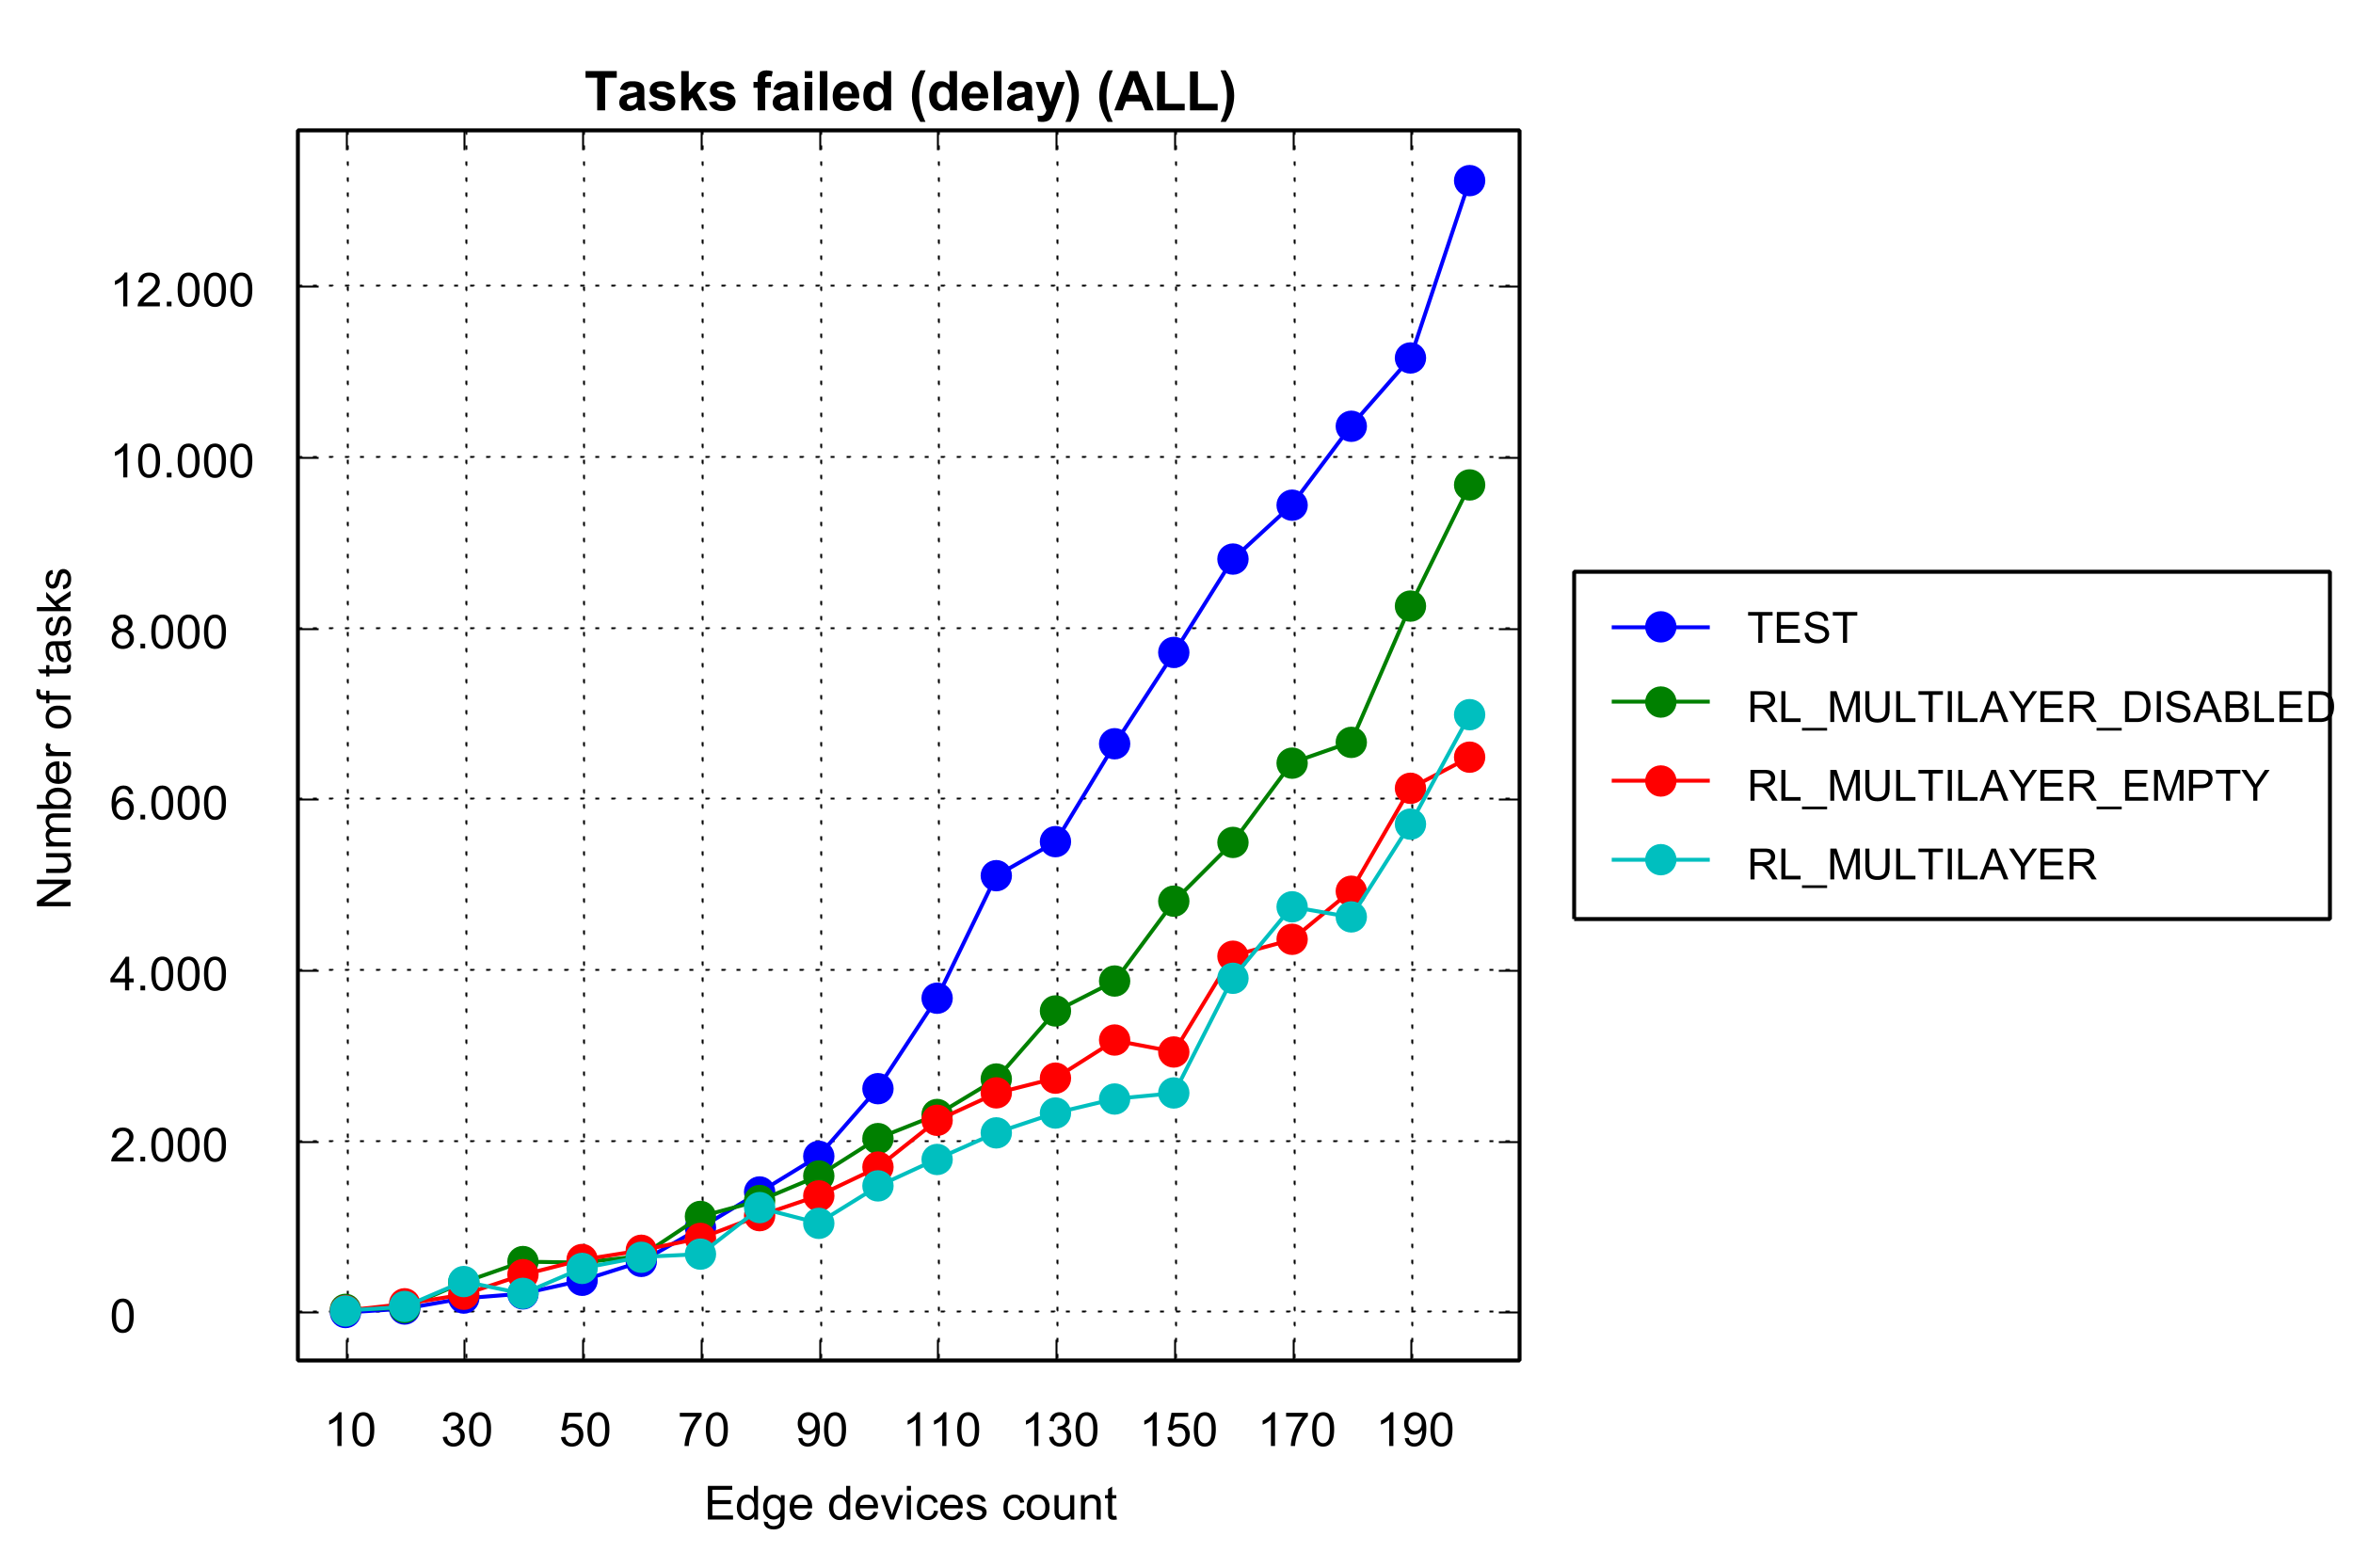 Tasks failed (delay) (ALL)
12.000
10.000
8.000
6.000
4.000
2.000
0
Number of tasks
10 30 50 70 90 110 130 150 170 190
Edge devices count
TEST
RL_MULTILAYER_DISABLED
RL_MULTILAYER_EMPTY
RL_MULTILAYER